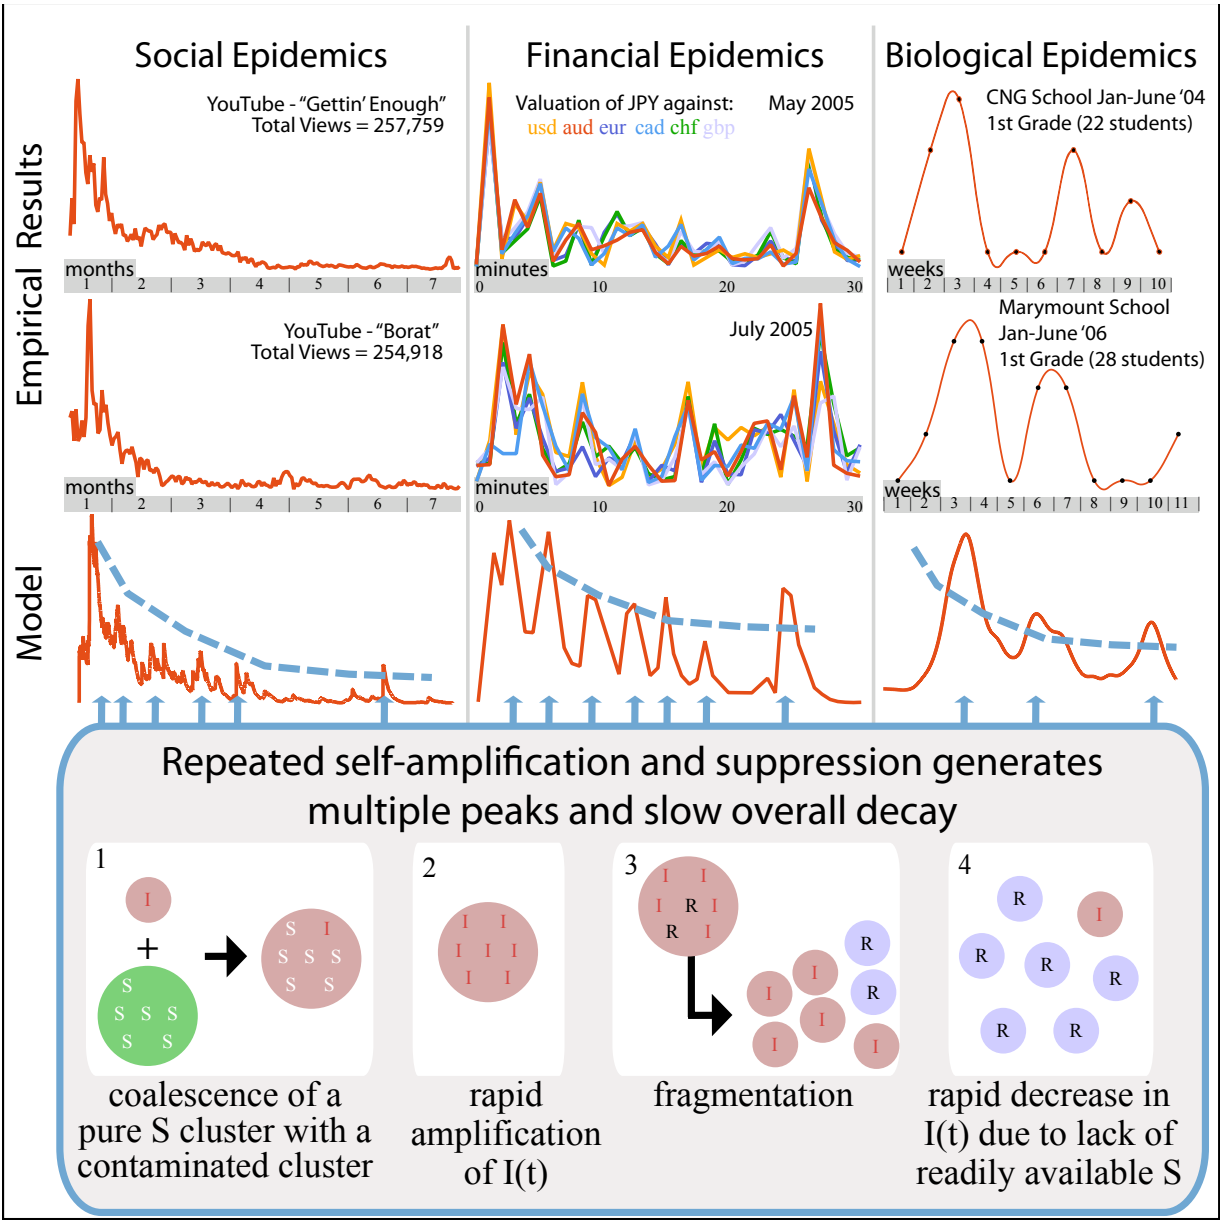 Social Epidemics
Financial Epidemics
Biological Epidemics
Empirical Results
YouTube - “Gettin’ Enough”
Total Views = 257,759
months
1 2 3 4 5 6 7
Valuation of JPY against:
usd aud eur cad chf gbp
May 2005
minutes
0 10 20 30
CNG School Jan-June ‘04
1st Grade (22 students)
weeks
1 2 3 4 5 6 7 8 9 10
YouTube - “Borat”
Total Views = 254,918
months
1 2 3 4 5 6 7
July 2005
minutes
0 10 20 30
Marymount School
Jan-June ‘06
1st Grade (28 students)
weeks
1 2 3 4 5 6 7 8 9 10 11
Model
Repeated self-amplification and suppression generates
multiple peaks and slow overall decay
1
I
+
S
S S S
S S
S I
S S S
S S
coalescence of a
pure S cluster with a
contaminated cluster
2
I I
I I I
I I
rapid
amplification
of I(t)
3
I I
I R I
R I
R
I
I
R
I
I
I
fragmentation
4
R
I
R
R
R
R
R
rapid decrease in
I(t) due to lack of
readily available S